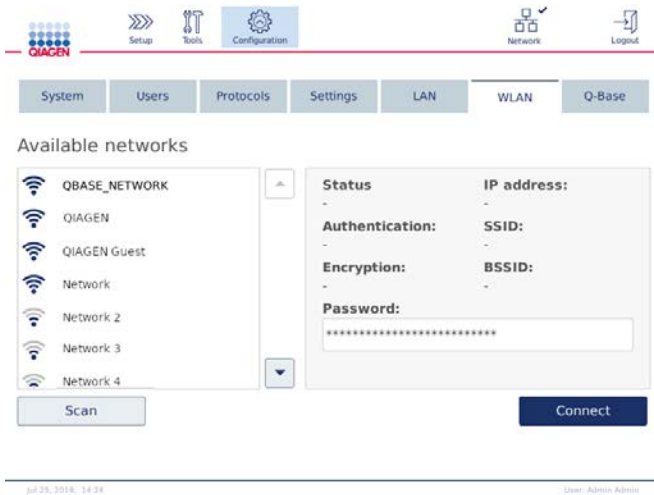 QIAGEN
Setup
Tools
Configuration
Network
Logout
System Users Protocols Settings LAN WLAN Q-Base
Available networks
QBASE_NETWORK
QIAGEN
QIAGEN Guest
Network
Network 2
Network 3
Network 4
Status IP address:
- -
Authentication: SSID:
- -
Encryption: BSSID:
- -
Password:
**************************
Scan
Connect
Jul 25, 2018, 14:24
User: Admin Admin